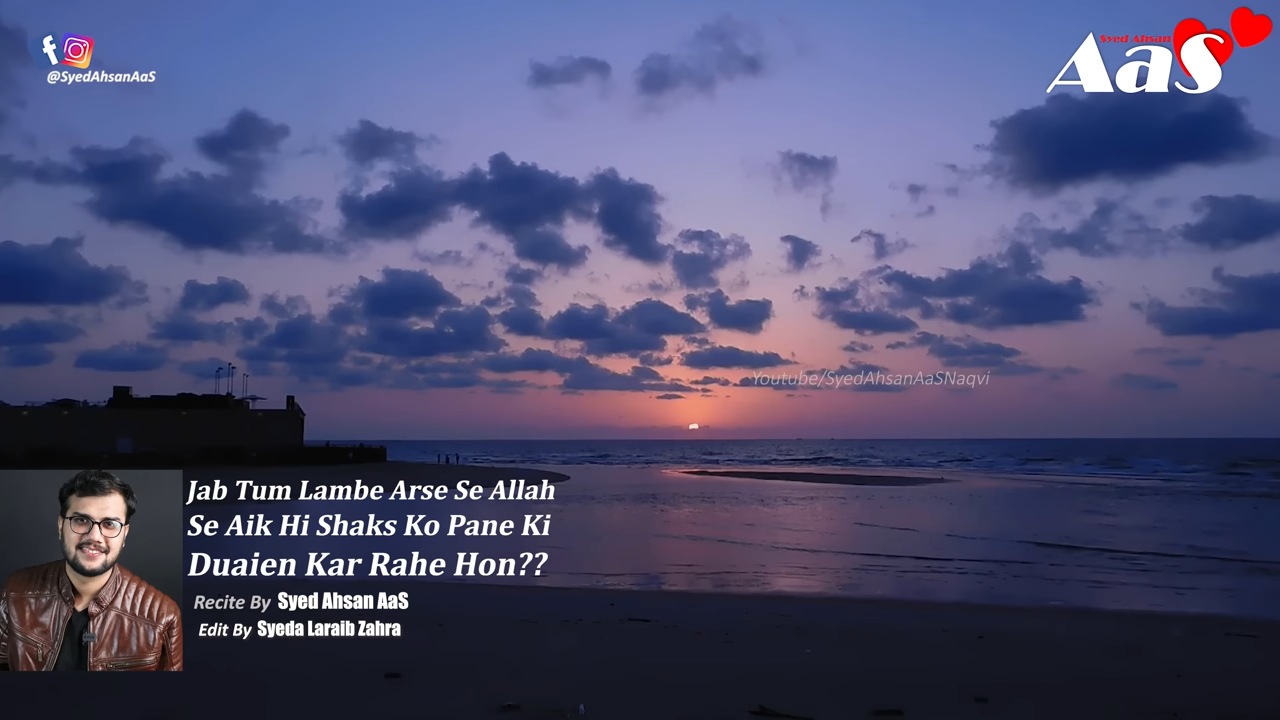 @SyedAhsanAaS
Syed Ahsan
AaS
Youtube/SyedAhsanAaSNaqvi
Jab Tum Lambe Arse Se Allah
Se Aik Hi Shaks Ko Pane Ki
Duaien Kar Rahe Hon??
Recite By Syed Ahsan AaS
Edit By Syeda Laraib Zahra